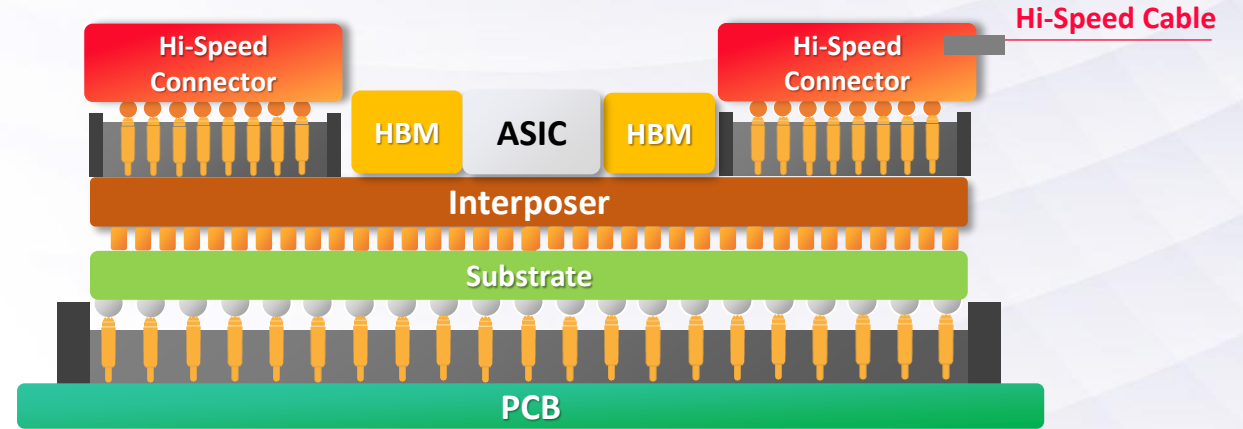 Hi-Speed Cable
Hi-Speed
Connector
Hi-Speed
Connector
HBM
ASIC
HBM
Interposer
Substrate
PCB